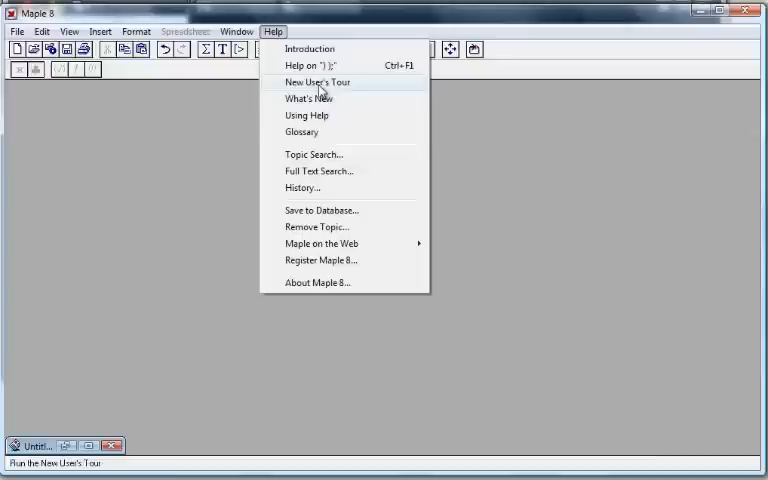 Maple 8
File Edit View Insert Format Spreadsheet Window Help
Introduction
Help on ") );" Ctrl+F1
New User's Tour
What's New
Using Help
Glossary
Topic Search...
Full Text Search...
History...
Save to Database...
Remove Topic...
Maple on the Web
Register Maple 8...
About Maple 8...
Untitl...
Run the New User's Tour